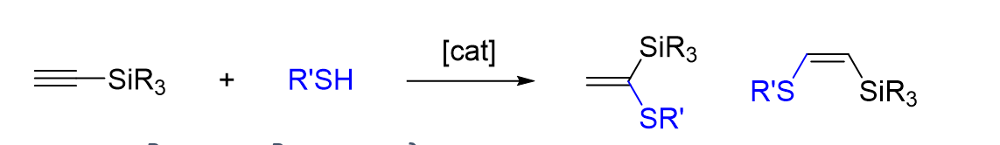 [cat]
SiR3 + R'SH SiR3 SR' R'S SiR3